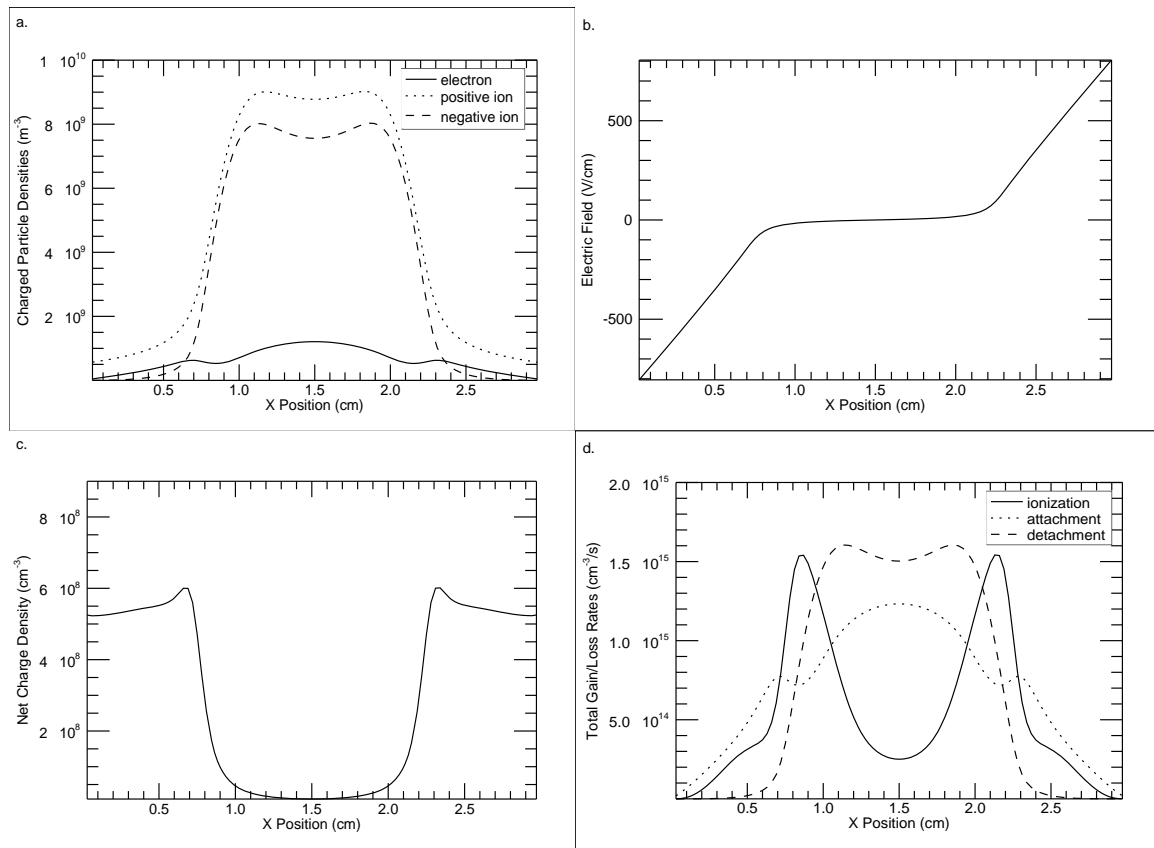 a.
1 10^10
8 10^9
6 10^9
4 10^9
2 10^9
Charged Particle Densities (m^-3)
electron
positive ion
negative ion
0.5 1.0 1.5 2.0 2.5
X Position (cm)
b.
500
0
-500
Electric Field (V/cm)
0.5 1.0 1.5 2.0 2.5
X Position (cm)
c.
8 10^8
6 10^8
4 10^8
2 10^8
Net Charge Density (cm^-3)
0.5 1.0 1.5 2.0 2.5
X Position (cm)
d.
2.0 10^15
1.5 10^15
1.0 10^15
5.0 10^14
Total Gain/Loss Rates (cm^-3/s)
ionization
attachment
detachment
0.5 1.0 1.5 2.0 2.5
X Position (cm)